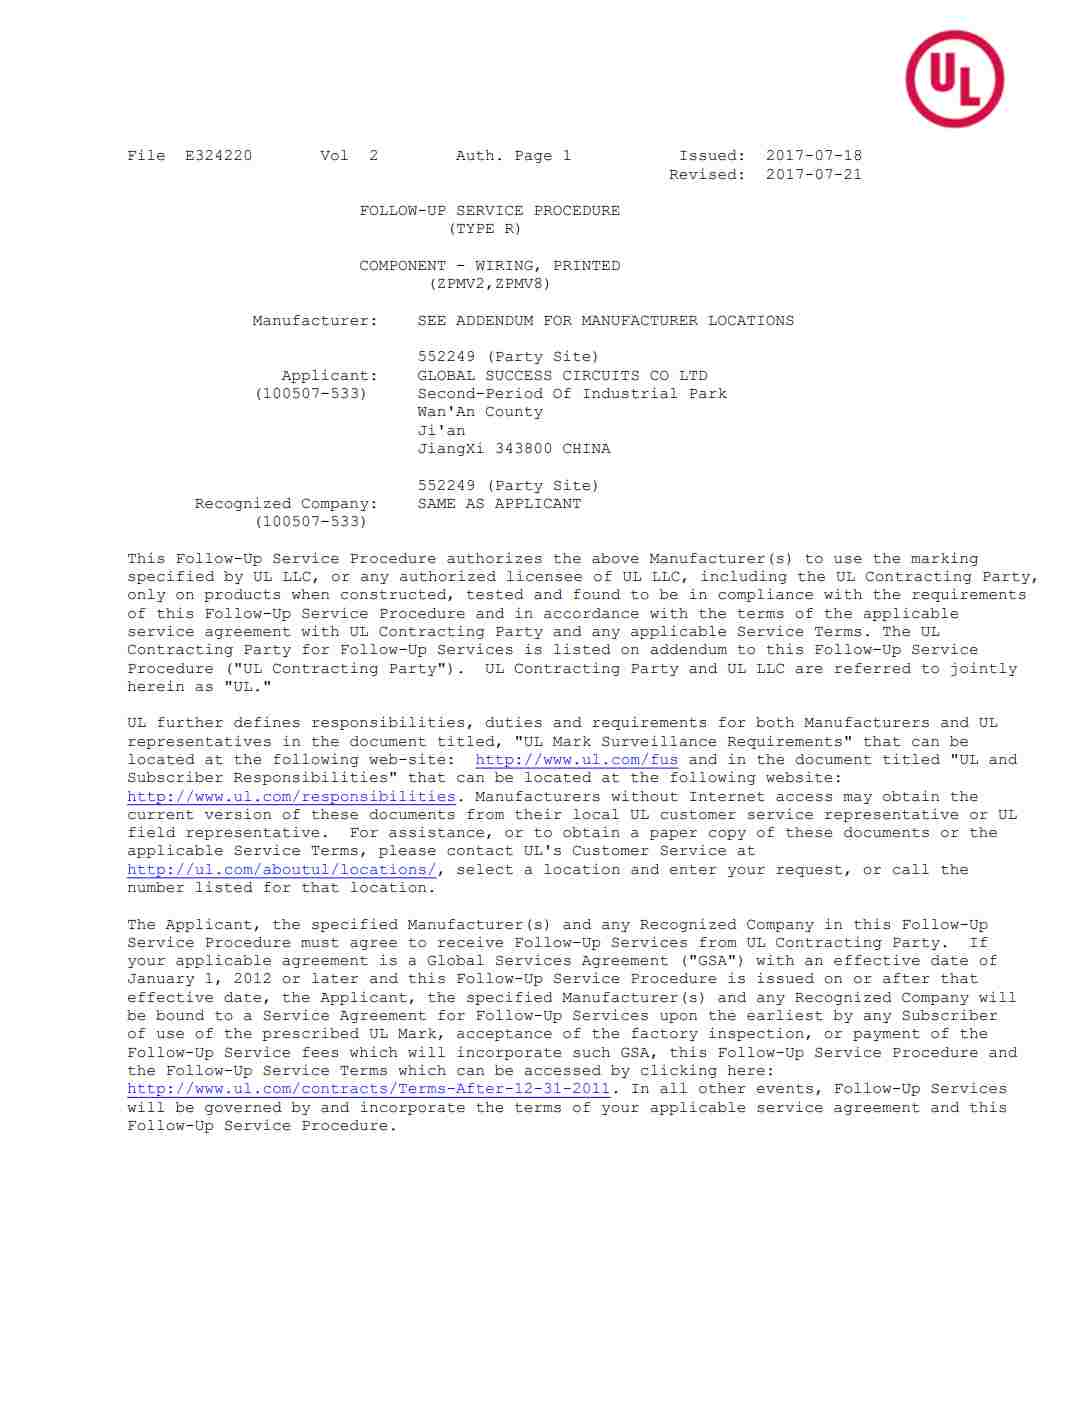 UL
File E324220 Vol 2 Auth. Page 1 Issued: 2017-07-18
Revised: 2017-07-21
FOLLOW-UP SERVICE PROCEDURE
(TYPE R)
COMPONENT - WIRING, PRINTED
(ZPMV2,ZPMV8)
Manufacturer: SEE ADDENDUM FOR MANUFACTURER LOCATIONS
552249 (Party Site)
Applicant: GLOBAL SUCCESS CIRCUITS CO LTD
(100507-533) Second-Period Of Industrial Park
Wan'An County
Ji'an
JiangXi 343800 CHINA
552249 (Party Site)
Recognized Company: SAME AS APPLICANT
(100507-533)
This Follow-Up Service Procedure authorizes the above Manufacturer(s) to use the marking
specified by UL LLC, or any authorized licensee of UL LLC, including the UL Contracting Party,
only on products when constructed, tested and found to be in compliance with the requirements
of this Follow-Up Service Procedure and in accordance with the terms of the applicable
service agreement with UL Contracting Party and any applicable Service Terms. The UL
Contracting Party for Follow-Up Services is listed on addendum to this Follow-Up Service
Procedure ("UL Contracting Party"). UL Contracting Party and UL LLC are referred to jointly
herein as "UL."
UL further defines responsibilities, duties and requirements for both Manufacturers and UL
representatives in the document titled, "UL Mark Surveillance Requirements" that can be
located at the following web-site: http://www.ul.com/fus and in the document titled "UL and
Subscriber Responsibilities" that can be located at the following website:
http://www.ul.com/responsibilities. Manufacturers without Internet access may obtain the
current version of these documents from their local UL customer service representative or UL
field representative. For assistance, or to obtain a paper copy of these documents or the
applicable Service Terms, please contact UL's Customer Service at
http://ul.com/aboutul/locations/, select a location and enter your request, or call the
number listed for that location.
The Applicant, the specified Manufacturer(s) and any Recognized Company in this Follow-Up
Service Procedure must agree to receive Follow-Up Services from UL Contracting Party. If
your applicable agreement is a Global Services Agreement ("GSA") with an effective date of
January 1, 2012 or later and this Follow-Up Service Procedure is issued on or after that
effective date, the Applicant, the specified Manufacturer(s) and any Recognized Company will
be bound to a Service Agreement for Follow-Up Services upon the earliest by any Subscriber
of use of the prescribed UL Mark, acceptance of the factory inspection, or payment of the
Follow-Up Service fees which will incorporate such GSA, this Follow-Up Service Procedure and
the Follow-Up Service Terms which can be accessed by clicking here:
http://www.ul.com/contracts/Terms-After-12-31-2011. In all other events, Follow-Up Services
will be governed by and incorporate the terms of your applicable service agreement and this
Follow-Up Service Procedure.